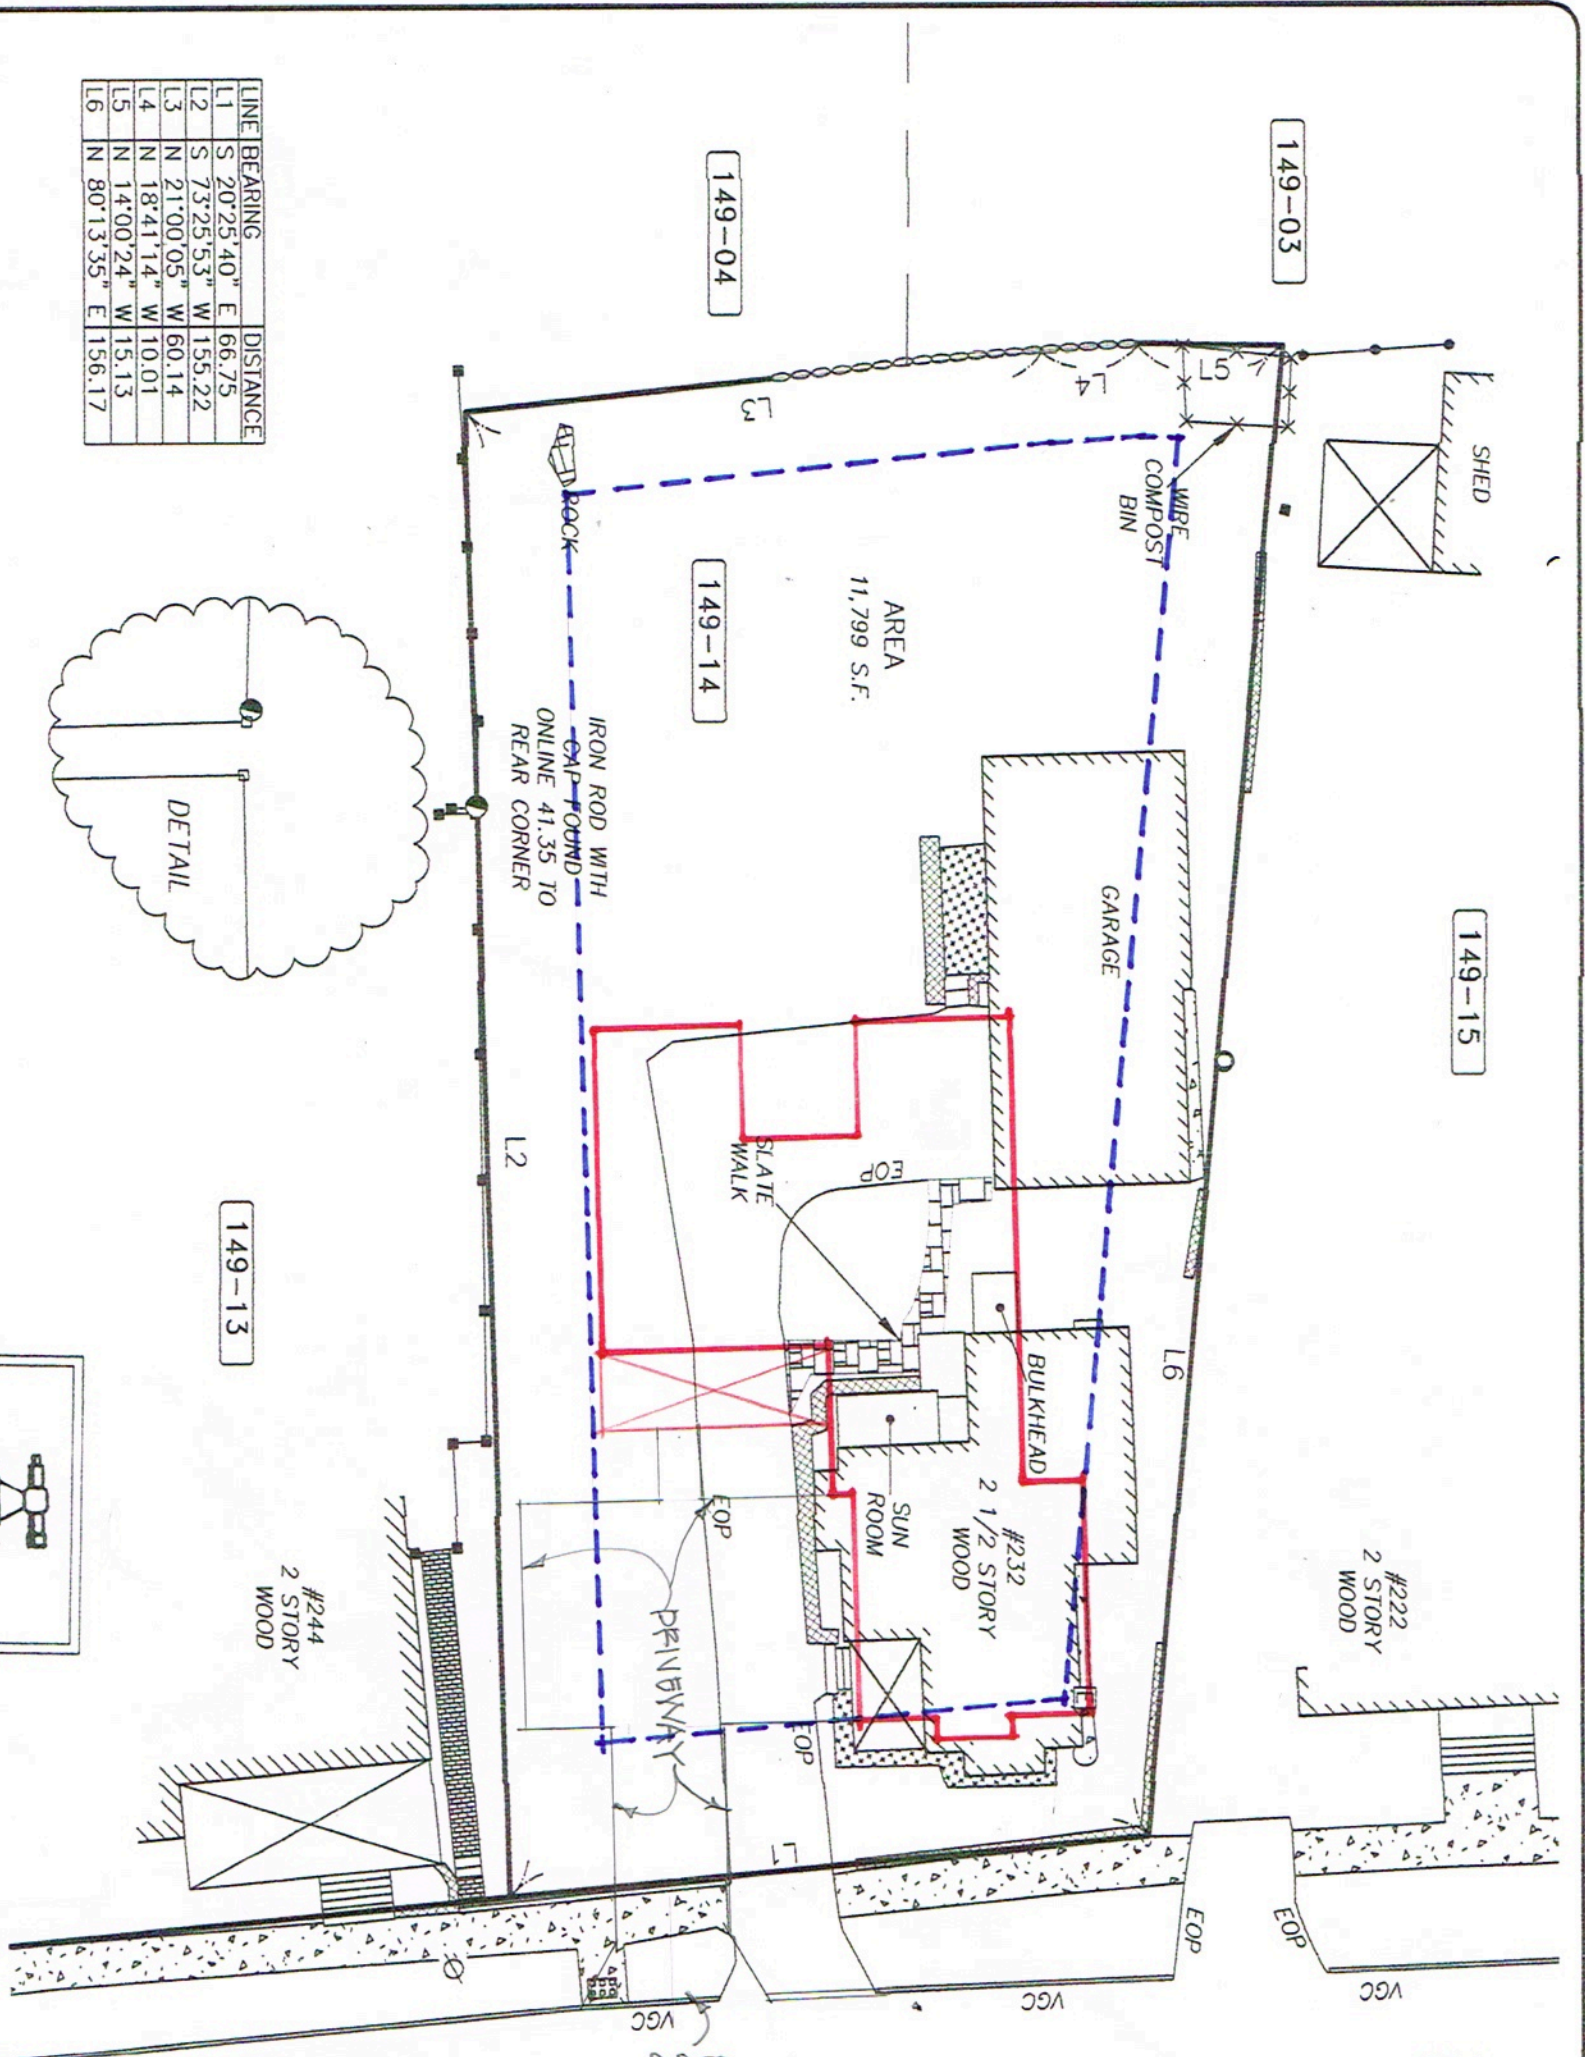 149-03
149-04
SHED
WIRE
COMPOST
BIN
L5
L4
L3
ROCK
AREA
11,799 S.F.
149-14
149-15
GARAGE
IRON ROD WITH
CAP FOUND
ONLINE 41.35 TO
REAR CORNER
LINE BEARING DISTANCE
L1 S 20°25'40" E 66.75
L2 S 73°25'53" W 155.22
L3 N 21°00'05" W 60.14
L4 N 18°41'14" W 10.01
L5 N 14°00'24" W 15.13
L6 N 80°13'35" E 156.17
DETAIL
L2
149-13
SLATE
WALK
EOP
BULKHEAD
L6
SUN
ROOM
#232
2 1/2 STORY
WOOD
#222
2 STORY
WOOD
#244
2 STORY
WOOD
EOP
DRIVEWAY
EOP
L1
EOP
EOP
VGC
VGC
VGC